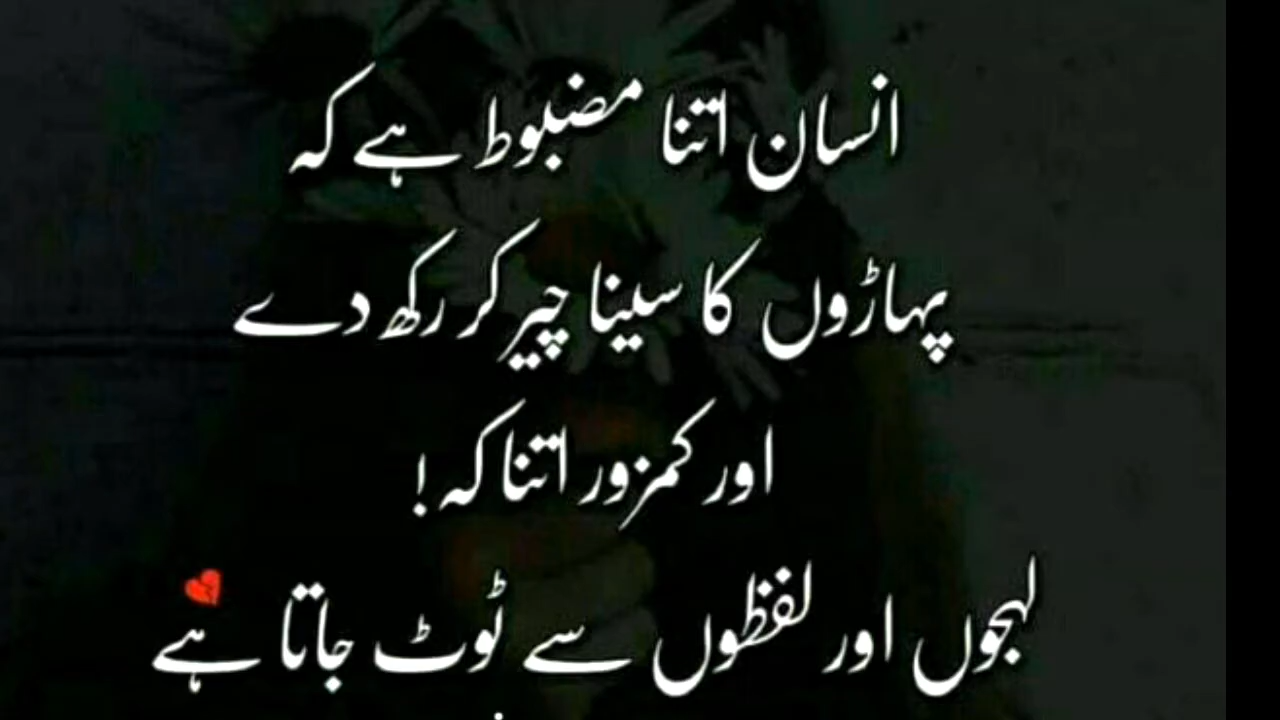 انسان اتنا مضبوط ہے کہ
پہاڑوں کا سینا چیر کر رکھ دے
اور کمزور اتنا کہ!
لہجوں اور لفظوں سے ٹوٹ جاتا ہے 💔